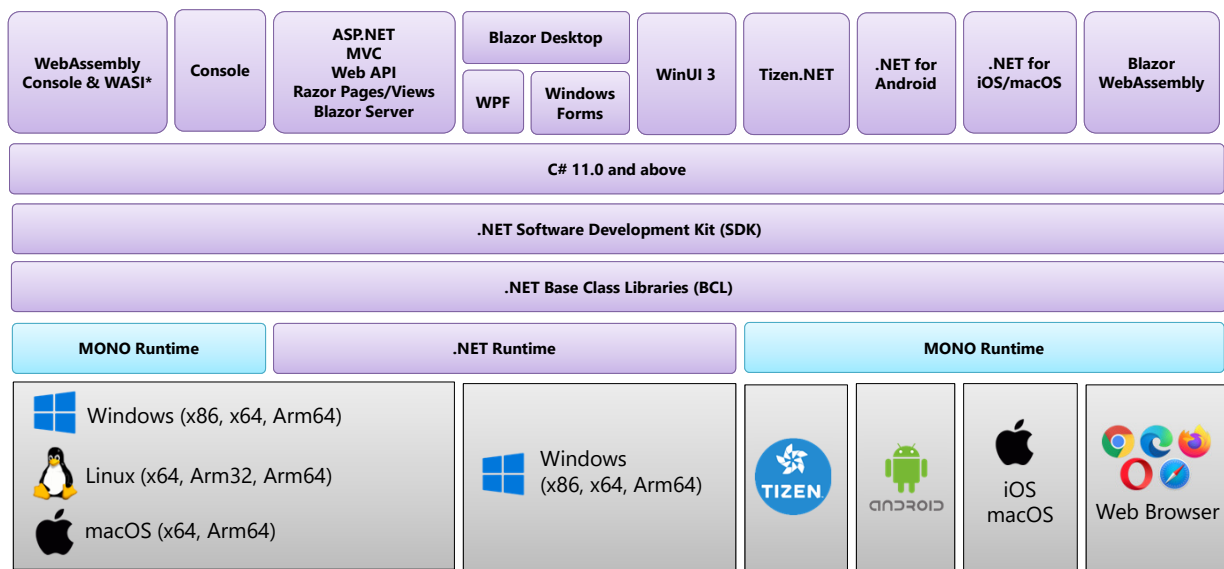 WebAssembly
Console & WASI*
Console
ASP.NET
MVC
Web API
Razor Pages/Views
Blazor Server
Blazor Desktop
WPF
Windows
Forms
WinUI 3
Tizen.NET
.NET for
Android
.NET for
iOS/macOS
Blazor
WebAssembly
C# 11.0 and above
.NET Software Development Kit (SDK)
.NET Base Class Libraries (BCL)
MONO Runtime
.NET Runtime
MONO Runtime
Windows (x86, x64, Arm64)
Linux (x64, Arm32, Arm64)
macOS (x64, Arm64)
Windows
(x86, x64, Arm64)
TIZEN
ANDROID
iOS
macOS
Web Browser